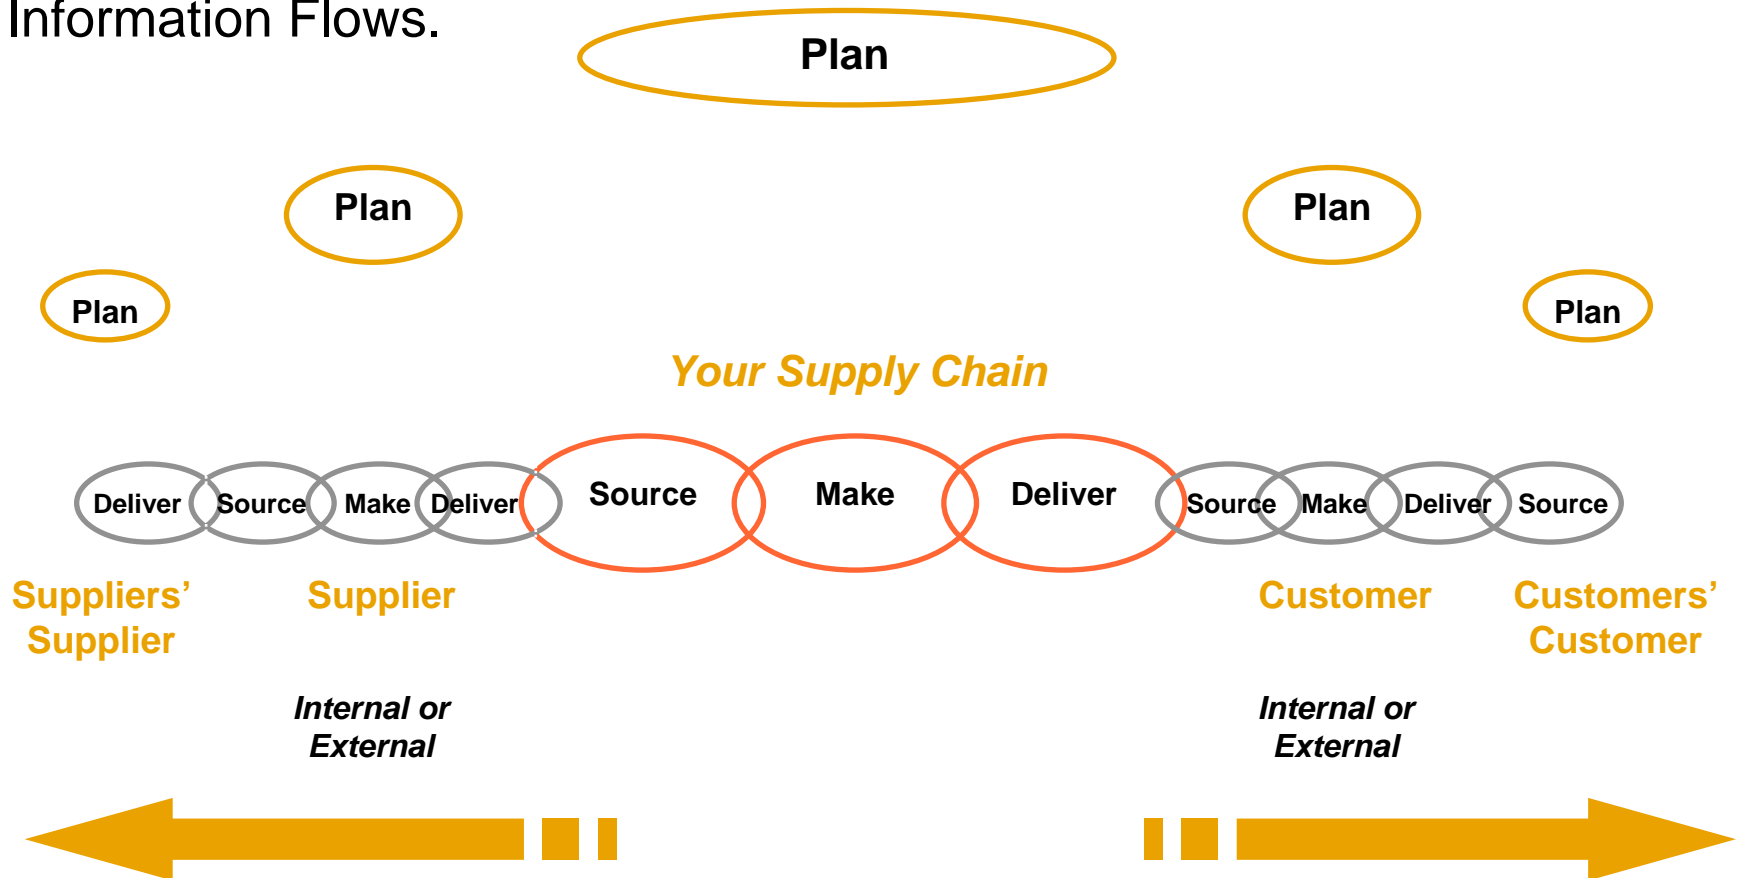 Information Flows.
Plan
Plan
Plan
Plan
Plan
Your Supply Chain
Deliver
Source
Make
Deliver
Source
Make
Deliver
Source
Make
Deliver
Source
Suppliers’
Supplier
Supplier
Customer
Customers’
Customer
Internal or
External
Internal or
External